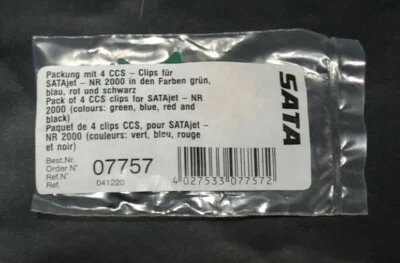 Packung mit 4 CCS - Clips für
SATAjet - NR 2000 in den Farben grün,
blau, rot und schwarz
Pack of 4 CCS clips for SATAjet - NR
2000 (colours: green, blue, red and
black)
Paquet de 4 clips CCS, pour SATAjet -
NR 2000 (couleurs: vert, bleu, rouge
et noir)
Best.Nr.
Order N°
Ref.N°
Ref.
07757
041220
4 027533 077572
SATA